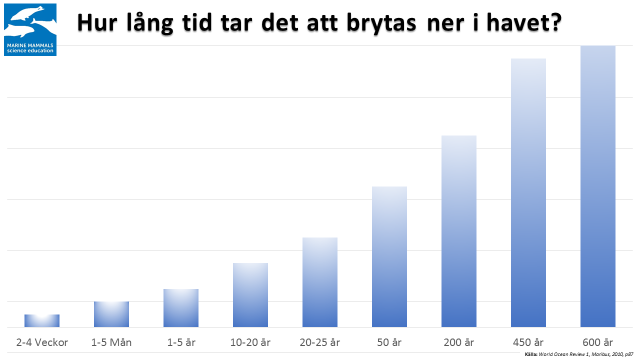 MARINE MAMMALS
science education
Hur lång tid tar det att brytas ner i havet?
2-4 Veckor 1-5 Mån 1-5 år 10-20 år 20-25 år 50 år 200 år 450 år 600 år
Källa: World Ocean Review 1, Maribus, 2010, p87